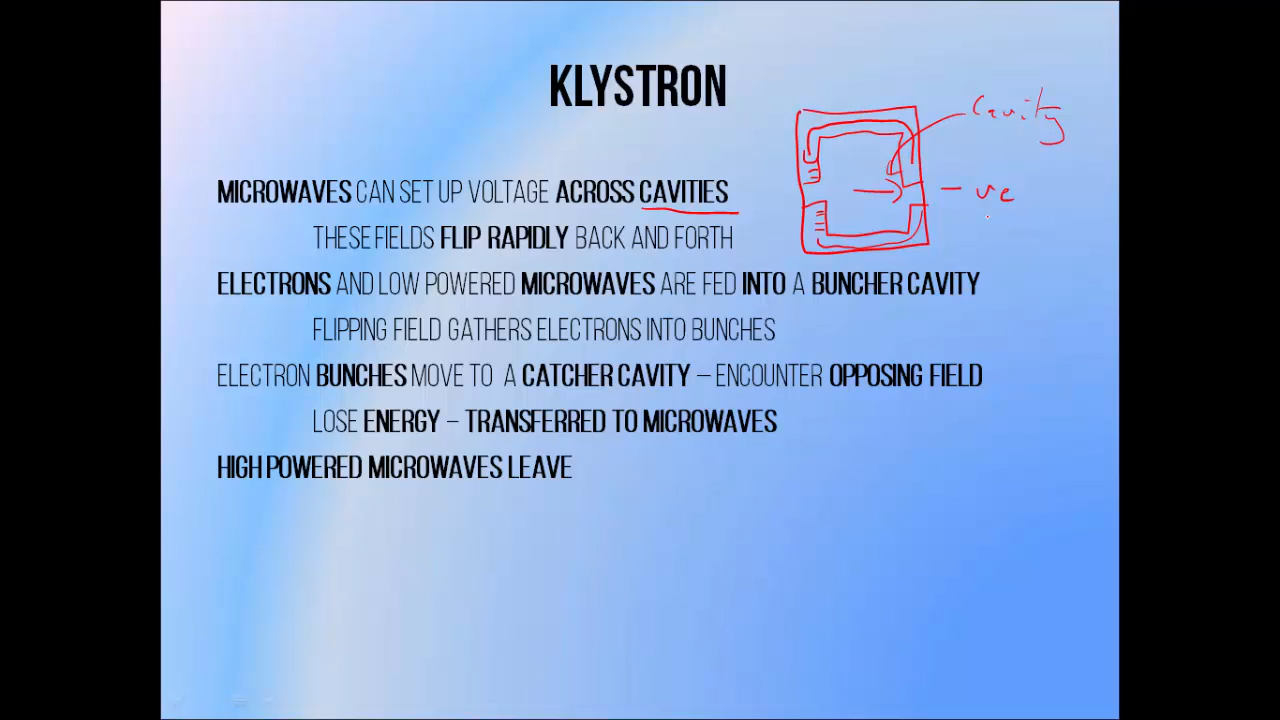 KLYSTRON
cavity
MICROWAVES CAN SET UP VOLTAGE ACROSS CAVITIES
- ve
THESE FIELDS FLIP RAPIDLY BACK AND FORTH
ELECTRONS AND LOW POWERED MICROWAVES ARE FED INTO A BUNCHER CAVITY
FLIPPING FIELD GATHERS ELECTRONS INTO BUNCHES
ELECTRON BUNCHES MOVE TO A CATCHER CAVITY – ENCOUNTER OPPOSING FIELD
LOSE ENERGY – TRANSFERRED TO MICROWAVES
HIGH POWERED MICROWAVES LEAVE